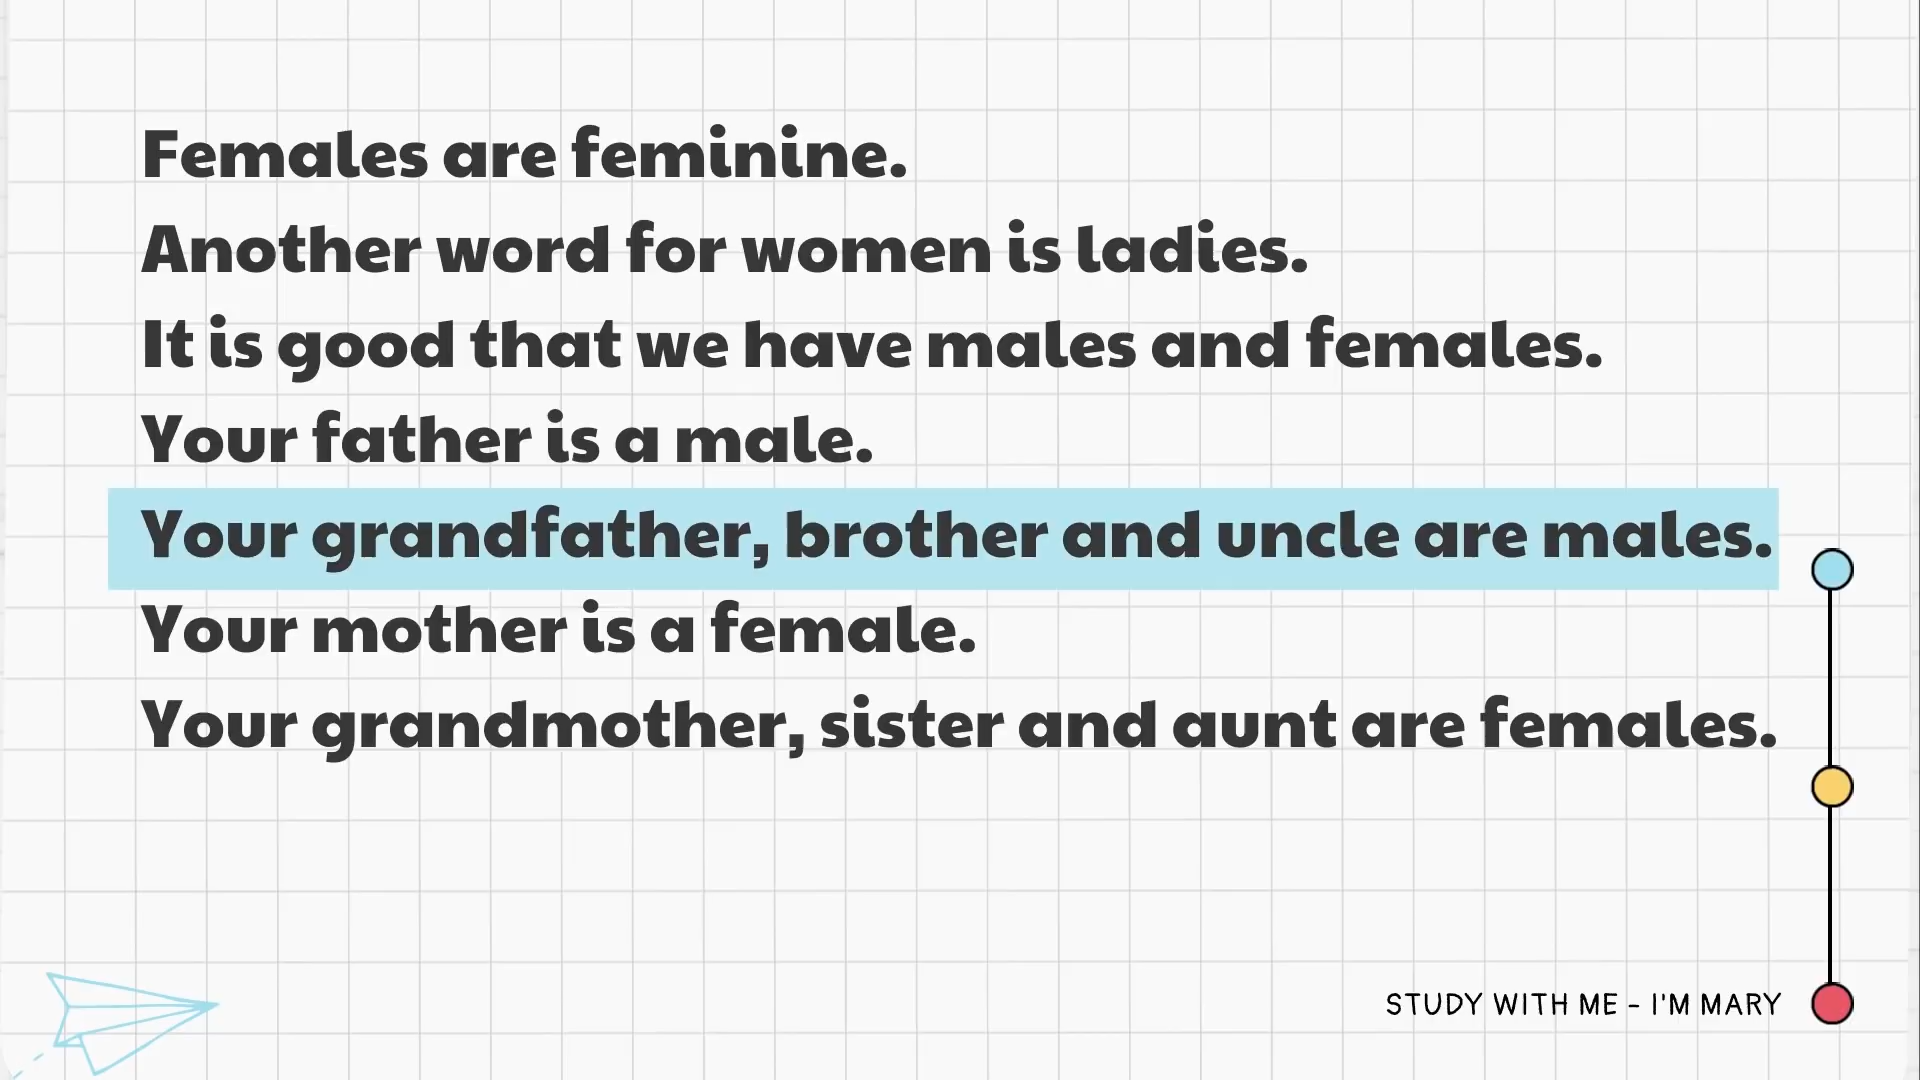 Females are feminine.
Another word for women is ladies.
It is good that we have males and females.
Your father is a male.
Your grandfather, brother and uncle are males.
Your mother is a female.
Your grandmother, sister and aunt are females.
STUDY WITH ME - I'M MARY